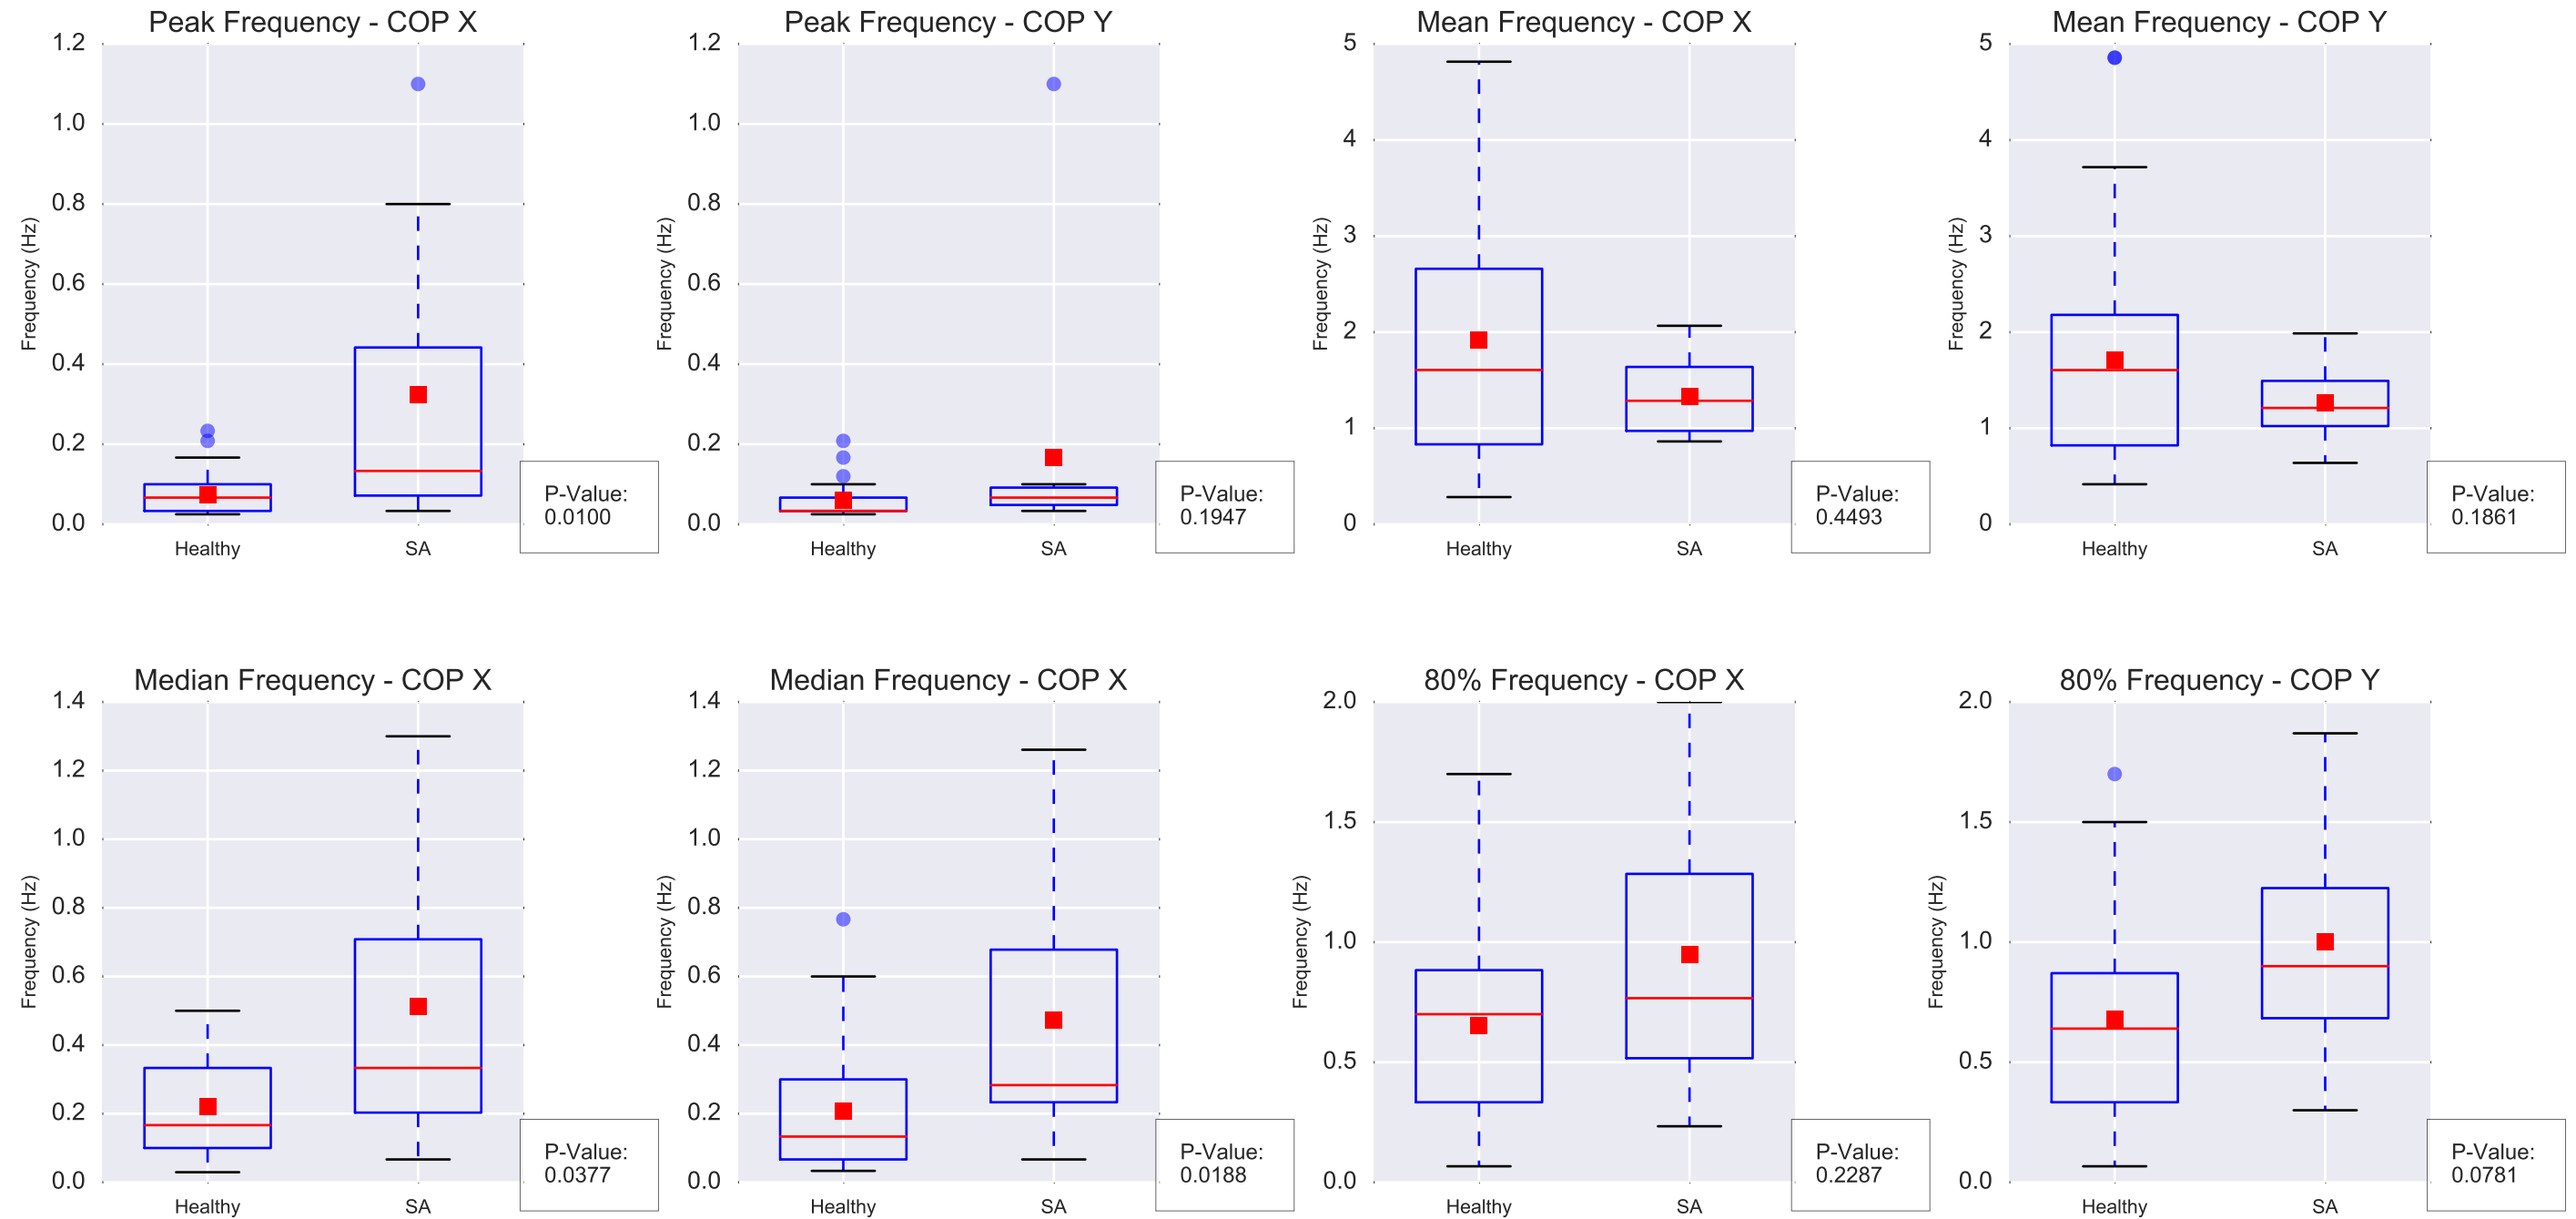 Peak Frequency - COP X
1.2
1.0
0.8
0.6
0.4
0.2
0.0
Frequency (Hz)
Healthy
SA
P-Value:
0.0100
Peak Frequency - COP Y
1.2
1.0
0.8
0.6
0.4
0.2
0.0
Frequency (Hz)
Healthy
SA
P-Value:
0.1947
Mean Frequency - COP X
5
4
3
2
1
0
Frequency (Hz)
Healthy
SA
P-Value:
0.4493
Mean Frequency - COP Y
5
4
3
2
1
0
Frequency (Hz)
Healthy
SA
P-Value:
0.1861
Median Frequency - COP X
1.4
1.2
1.0
0.8
0.6
0.4
0.2
0.0
Frequency (Hz)
Healthy
SA
P-Value:
0.0377
Median Frequency - COP X
1.4
1.2
1.0
0.8
0.6
0.4
0.2
0.0
Frequency (Hz)
Healthy
SA
P-Value:
0.0188
80% Frequency - COP X
2.0
1.5
1.0
0.5
0.0
Frequency (Hz)
Healthy
SA
P-Value:
0.2287
80% Frequency - COP Y
2.0
1.5
1.0
0.5
0.0
Frequency (Hz)
Healthy
SA
P-Value:
0.0781